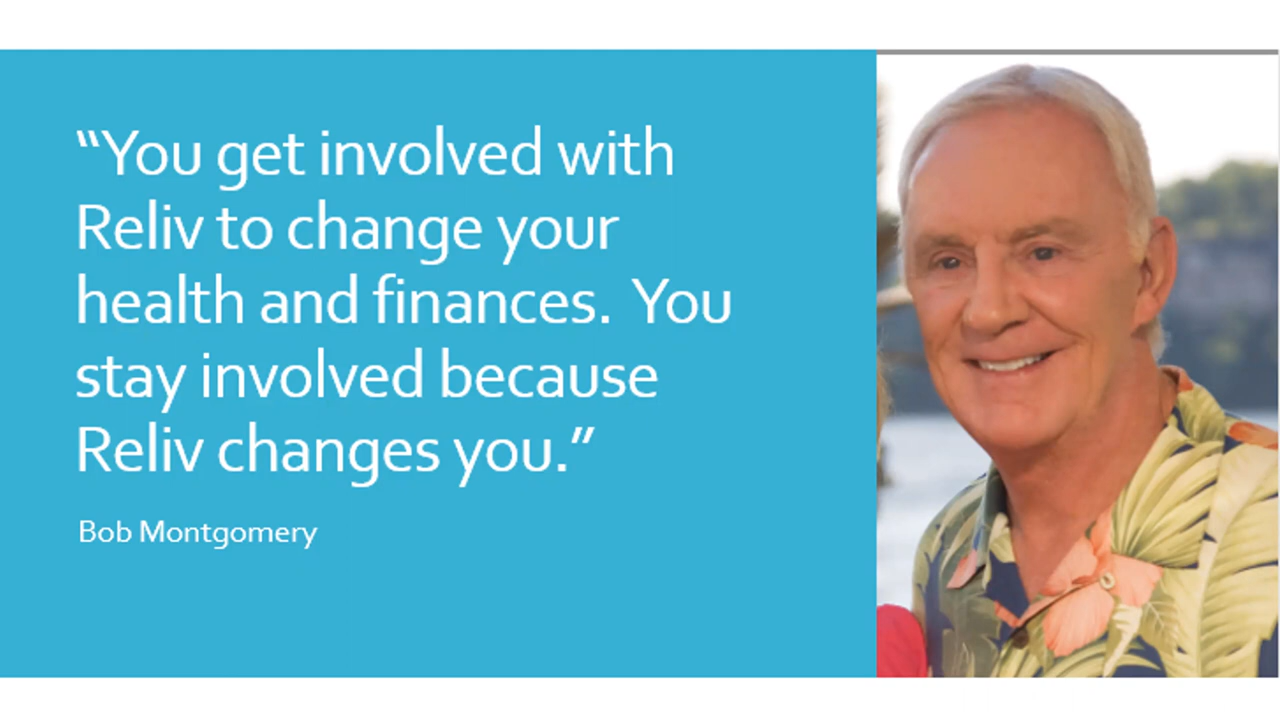 “You get involved with
Reliv to change your
health and finances.  You
stay involved because
Reliv changes you.”
Bob Montgomery